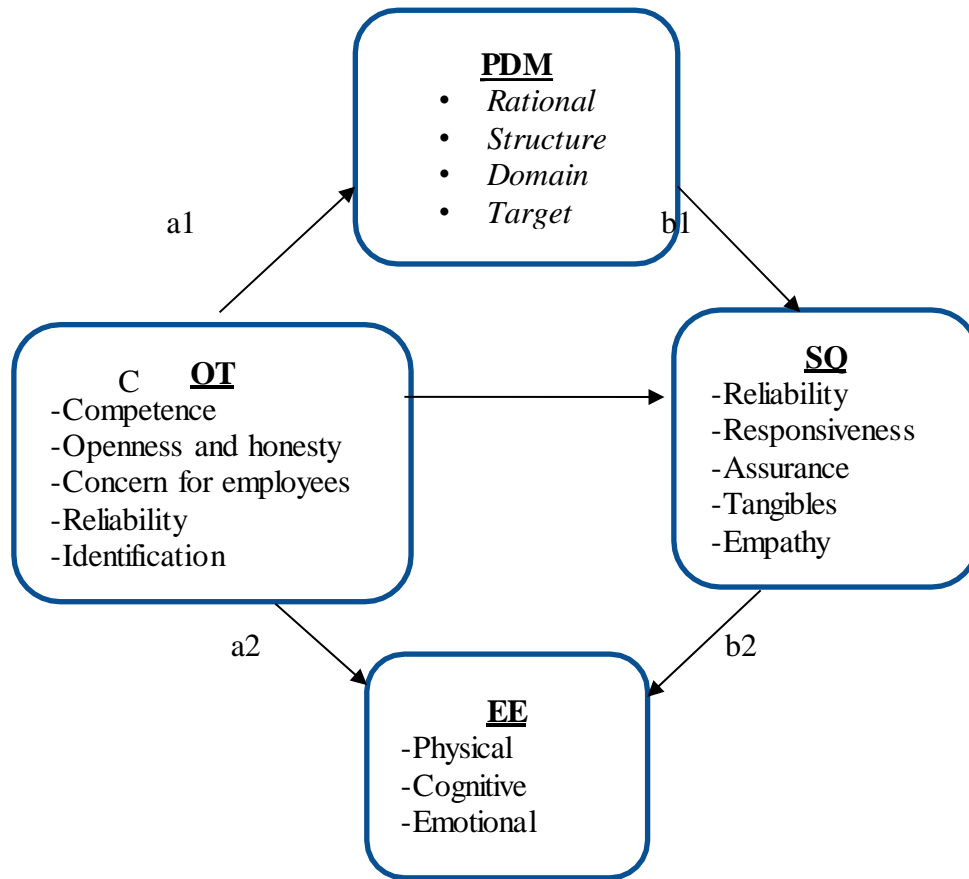 PDM
• Rational
• Structure
• Domain
• Target
a1
b1
C OT
-Competence
-Openness and honesty
-Concern for employees
-Reliability
-Identification
SQ
-Reliability
-Responsiveness
-Assurance
-Tangibles
-Empathy
a2
b2
EE
-Physical
-Cognitive
-Emotional